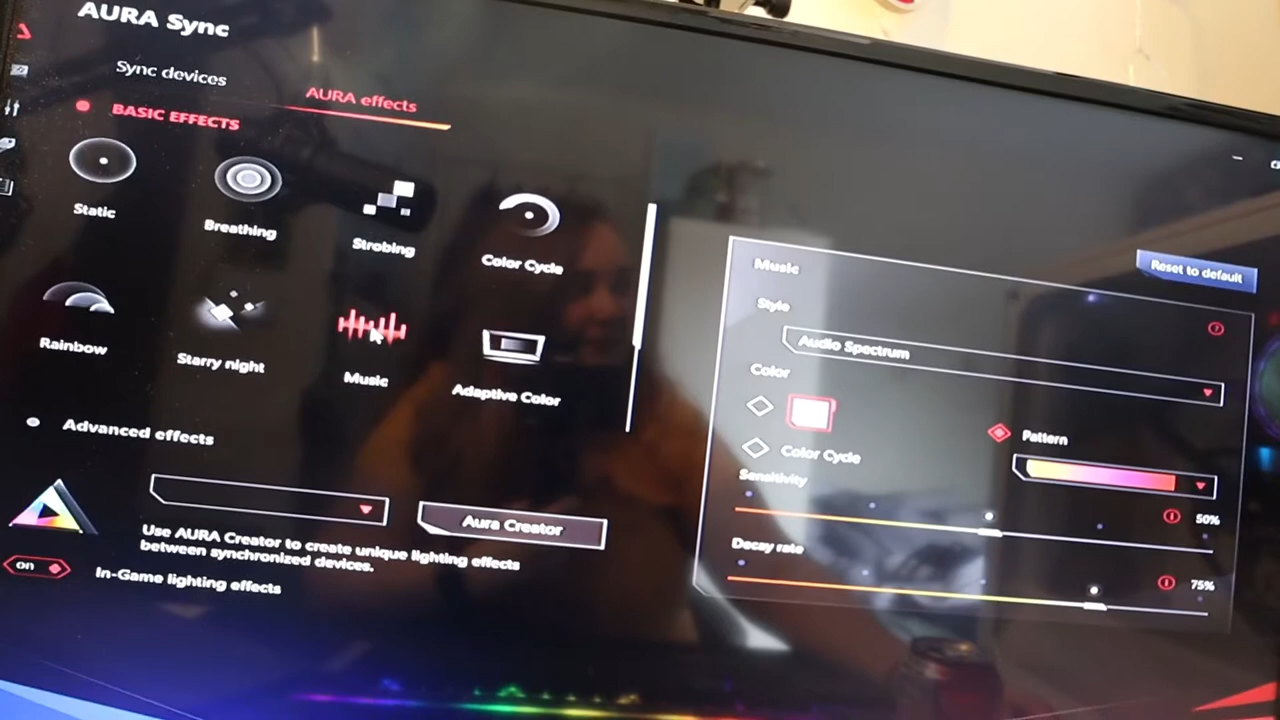 AURA Sync
Sync devices
AURA effects
BASIC EFFECTS
Static
Breathing
Strobing
Color Cycle
Rainbow
Starry night
Music
Adaptive Color
Advanced effects
Aura Creator
Use AURA Creator to create unique lighting effects
between synchronized devices.
on
In-Game lighting effects
Reset to default
Music
Style
Audio Spectrum
Color
Pattern
Color Cycle
Sensitivity
50%
Decay rate
75%